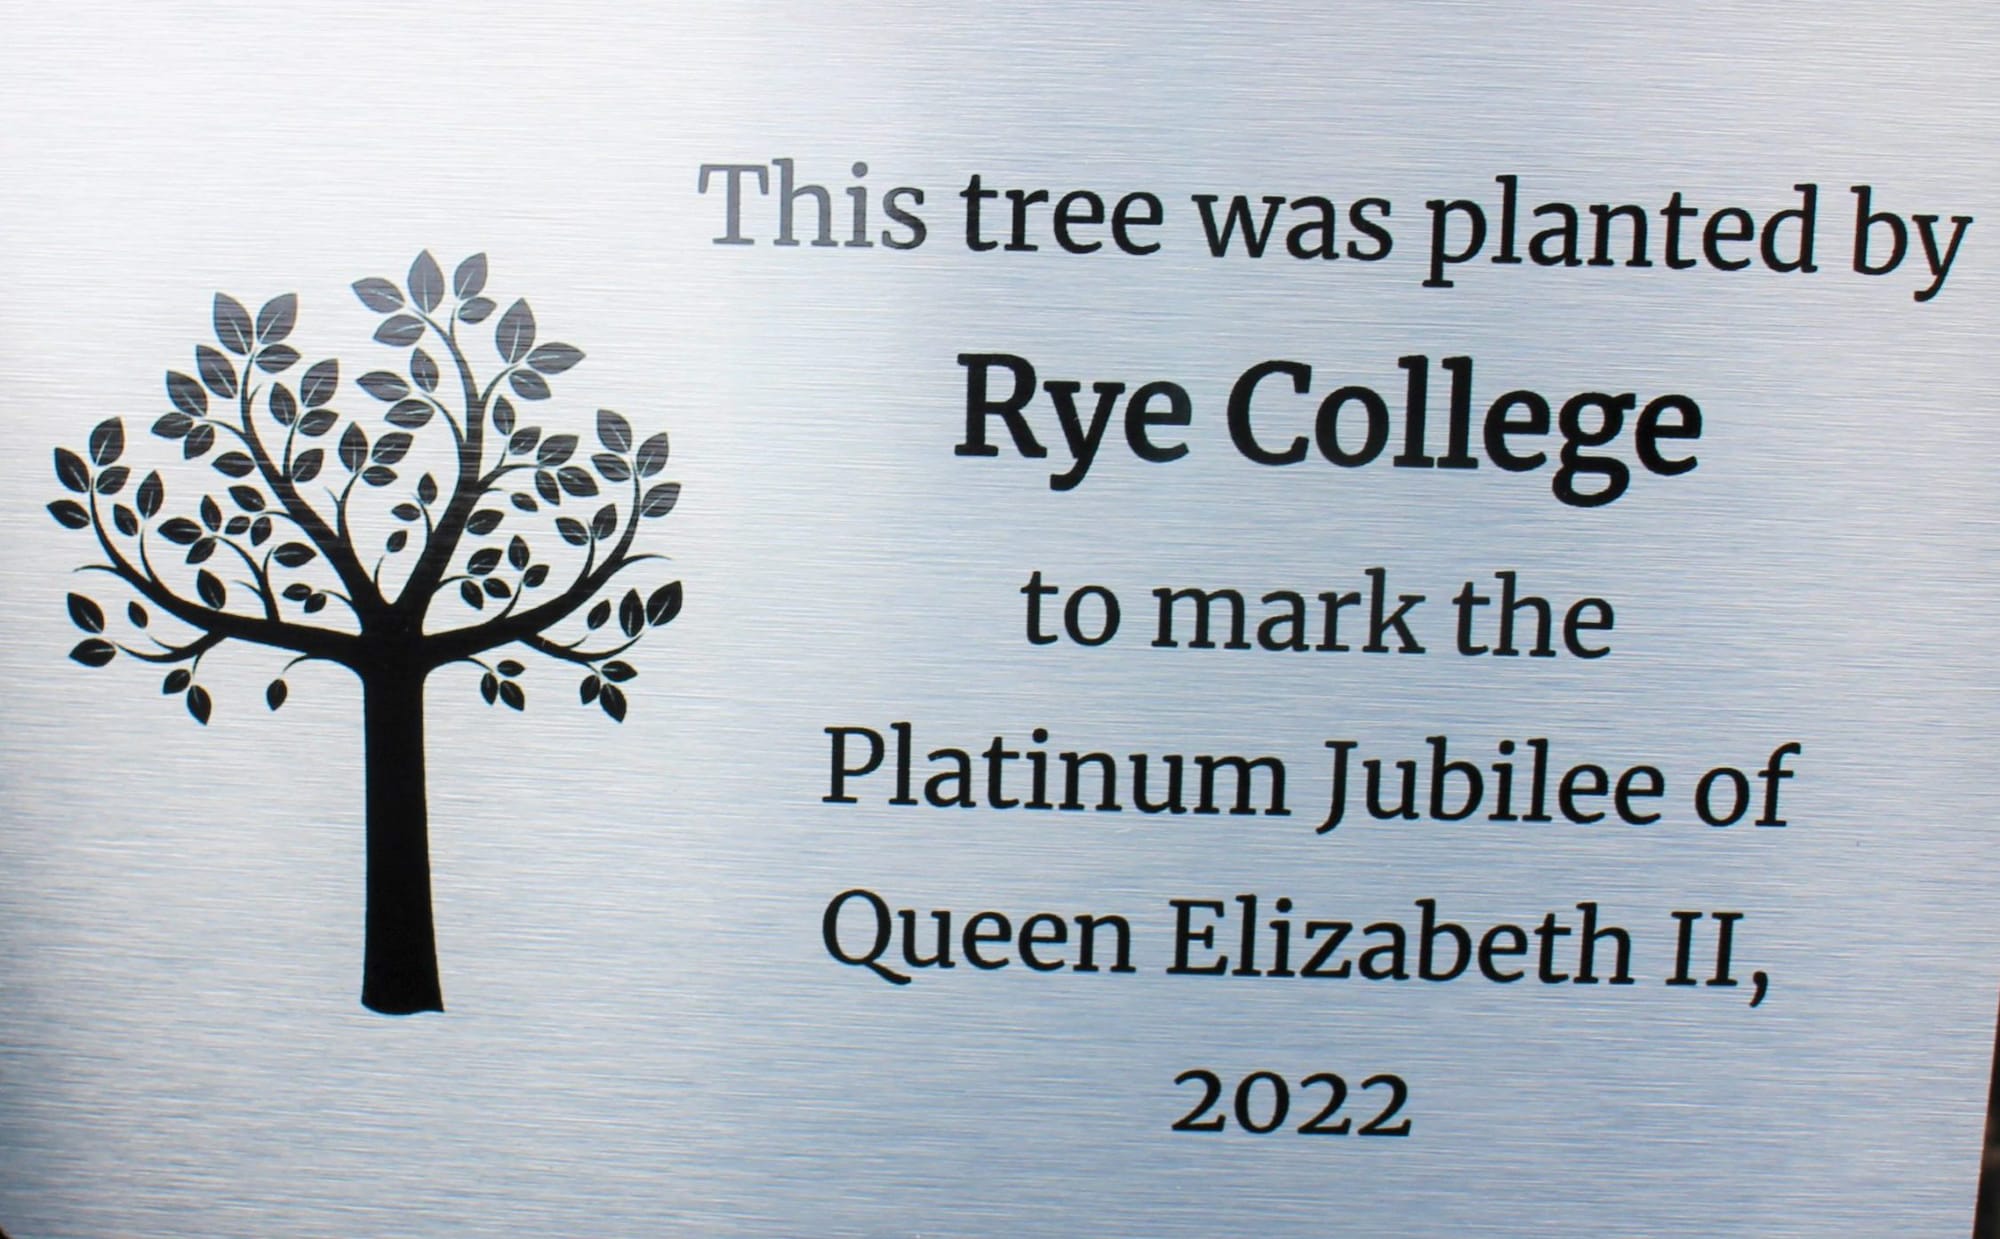 This tree was planted by
Rye College
to mark the
Platinum Jubilee of
Queen Elizabeth II,
2022